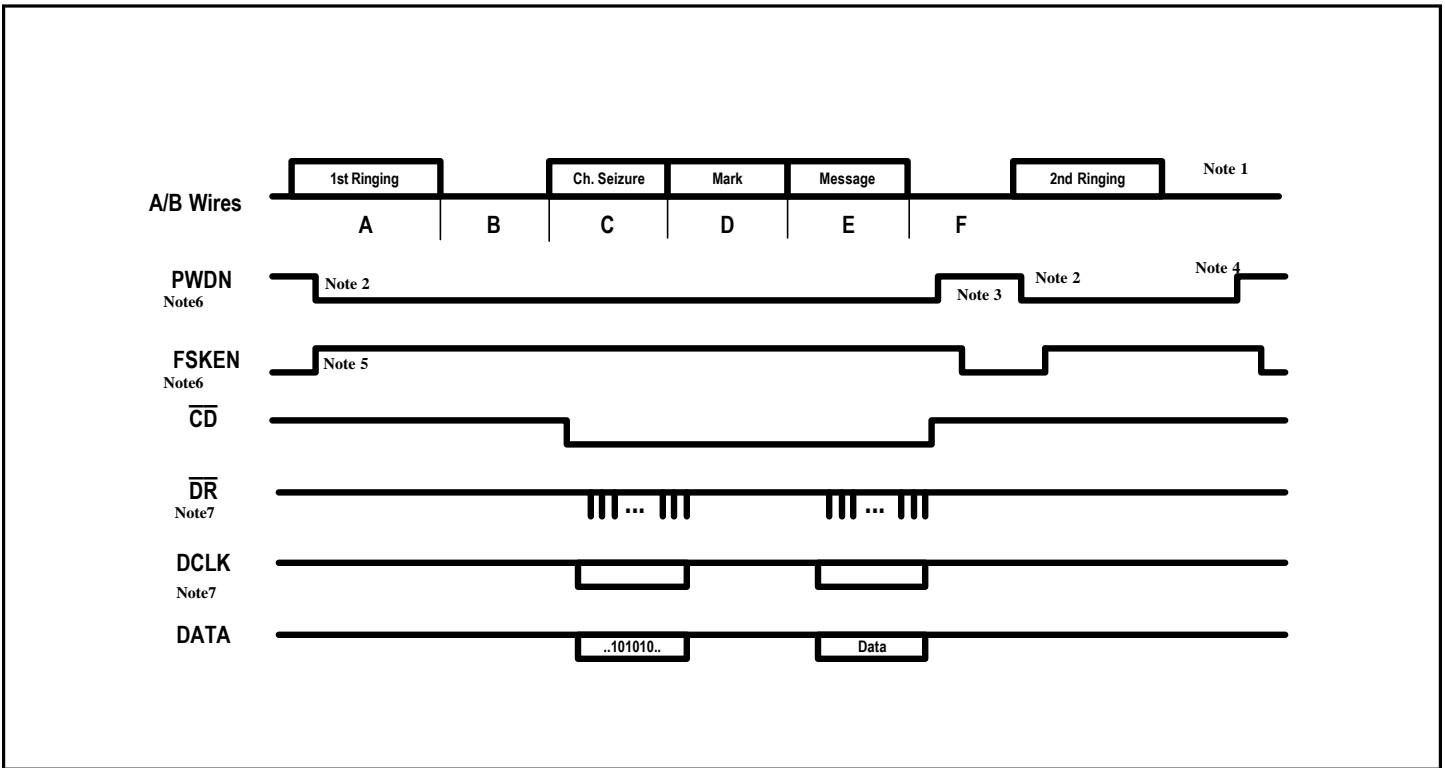 1st Ringing Ch. Seizure Mark Message 2nd Ringing Note 1
A/B Wires
A B C D E F
PWDN Note 2 Note 3 Note 2 Note 4
Note6
FSKEN Note 5
Note6
CD
DR ... ...
Note7
DCLK
Note7
DATA ..101010.. Data